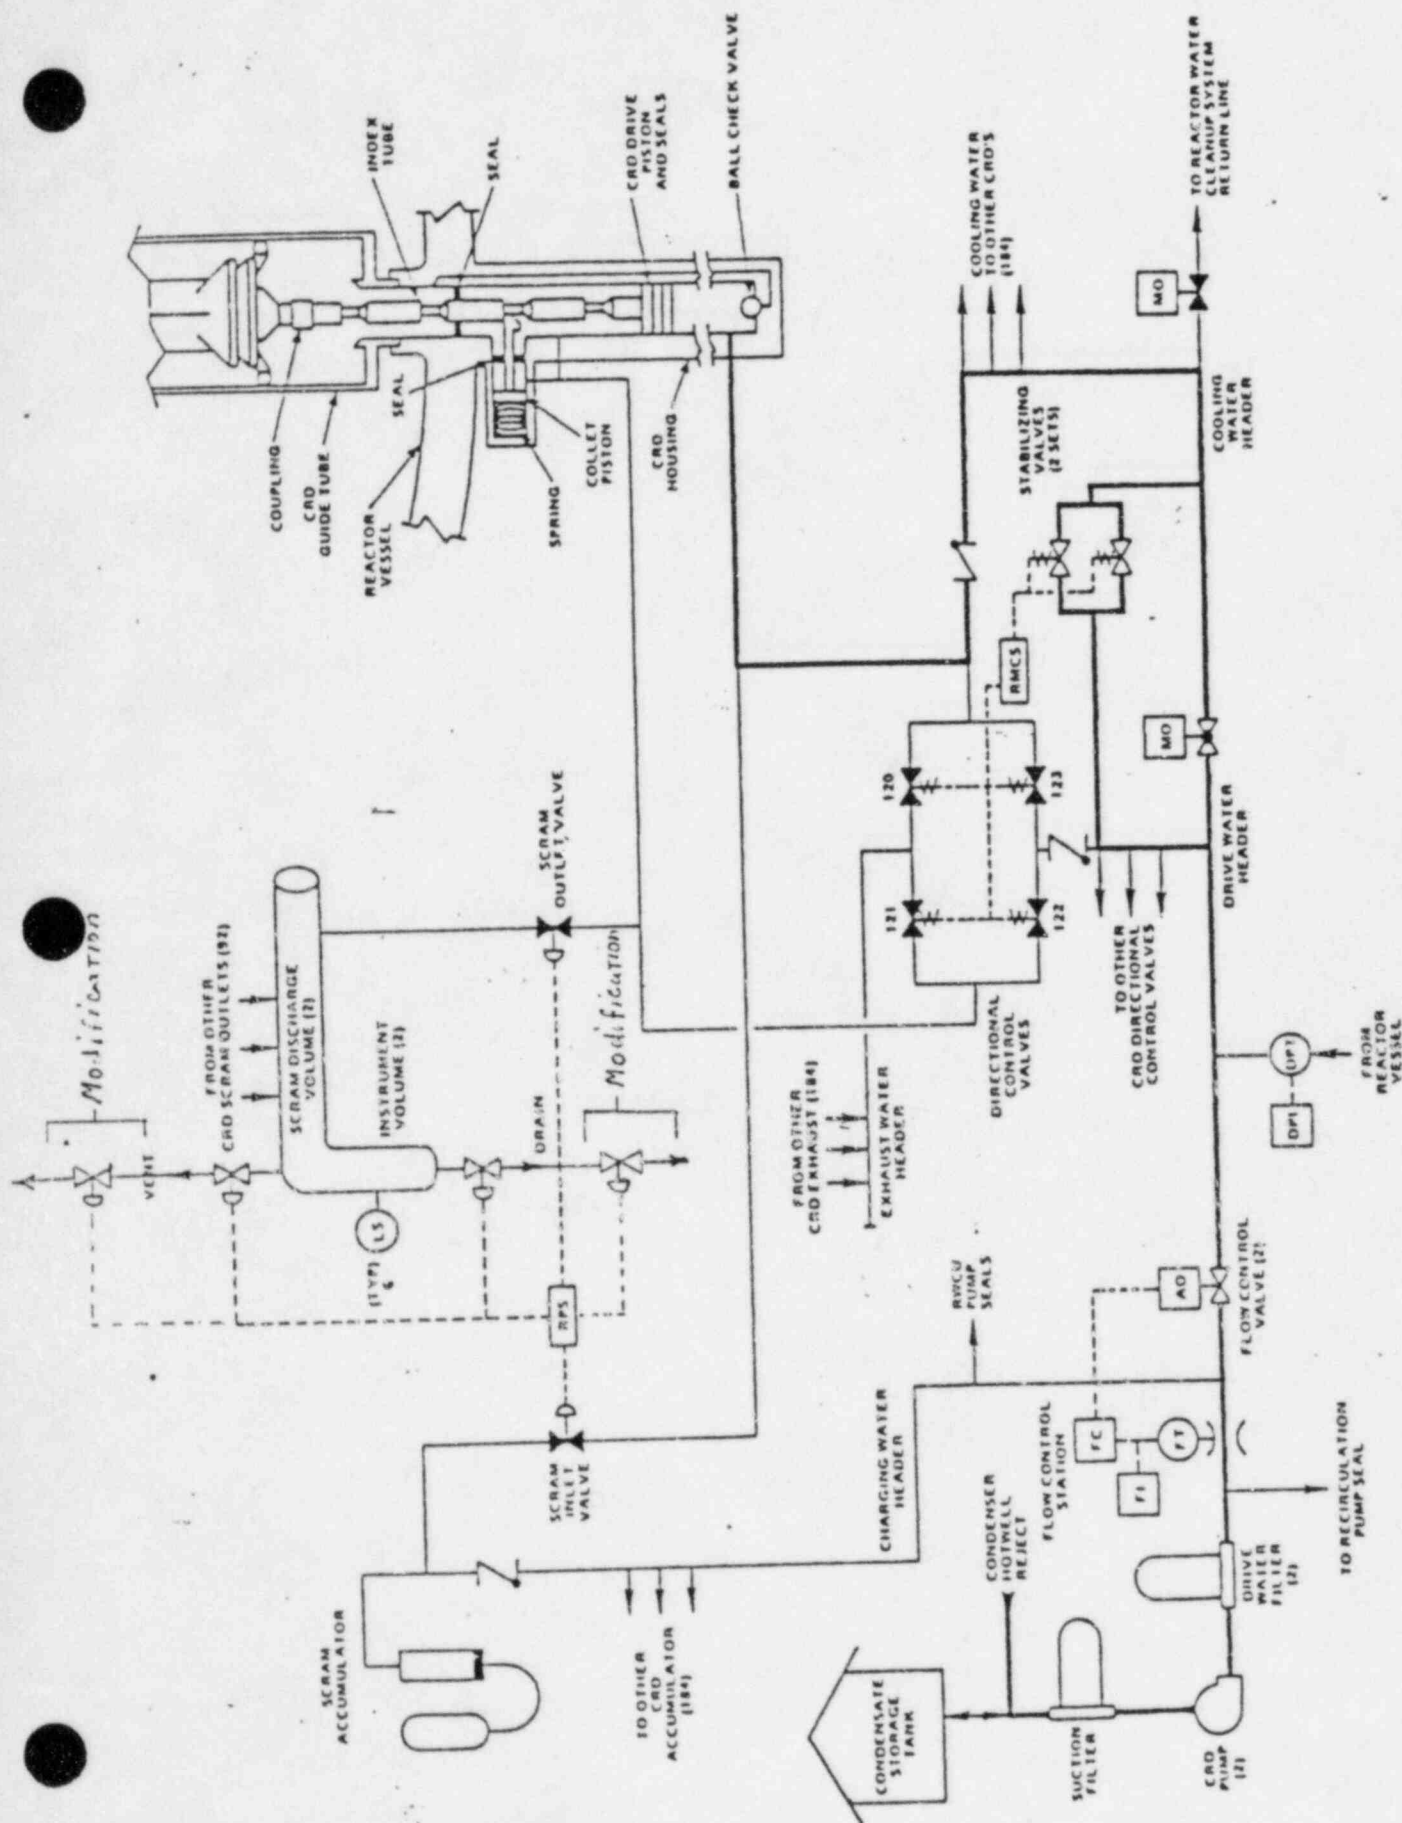 COUPLING
CRD
GUIDE TUBE
REACTOR
VESSEL
SEAL
SPRING
COLLET
PISTON
CRD
HOUSING
INDEX
TUBE
SEAL
CRD DRIVE
PISTON
AND SEALS
BALL CHECK VALVE
COOLING WATER
TO OTHER CRD'S
(184)
STABILIZING
VALVES
(2 SETS)
MO
TO REACTOR WATER
CLEANUP SYSTEM
RETURN LINE
COOLING
WATER
HEADER
RMCS
MO
DRIVE WATER
HEADER
120
123
121
122
DIRECTIONAL
CONTROL
VALVES
TO OTHER
CRD DIRECTIONAL
CONTROL VALVES
Modification
VENT
FROM OTHER
CRD SCRAM OUTLETS (92)
SCRAM DISCHARGE
VOLUME (2)
INSTRUMENT
VOLUME (2)
LS
(TYP)
6
DRAIN
SCRAM
OUTLET VALVE
Modification
RPS
FROM OTHER
CRD EXHAUST (184)
EXHAUST WATER
HEADER
DPT
DPI
FROM
REACTOR
VESSEL
RWCU
PUMP
SEALS
AO
FLOW CONTROL
VALVE (2)
SCRAM
INLET
VALVE
CHARGING WATER
HEADER
FLOW CONTROL
STATION
FC
FT
FI
TO RECIRCULATION
PUMP SEAL
SCRAM
ACCUMULATOR
TO OTHER
CRD
ACCUMULATOR
(184)
CONDENSER
HOTWELL
REJECT
DRIVE
WATER
FILTER
(2)
CONDENSATE
STORAGE
TANK
SUCTION
FILTER
CRD
PUMP
(2)